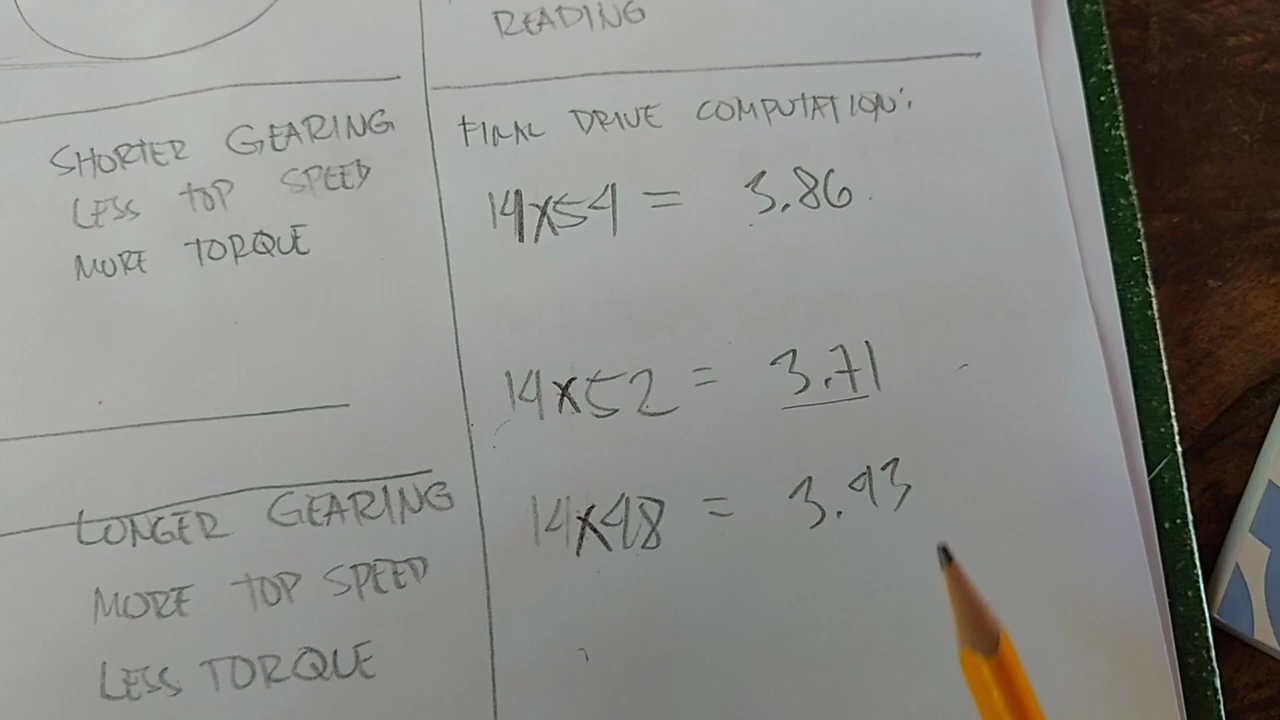 SHORTER GEARING
LESS TOP SPEED
MORE TORQUE
LONGER GEARING
MORE TOP SPEED
LESS TORQUE
READING
FINAL DRIVE COMPUTATION:
14x54 = 3.86
14x52 = 3.71
14x48 = 3.43